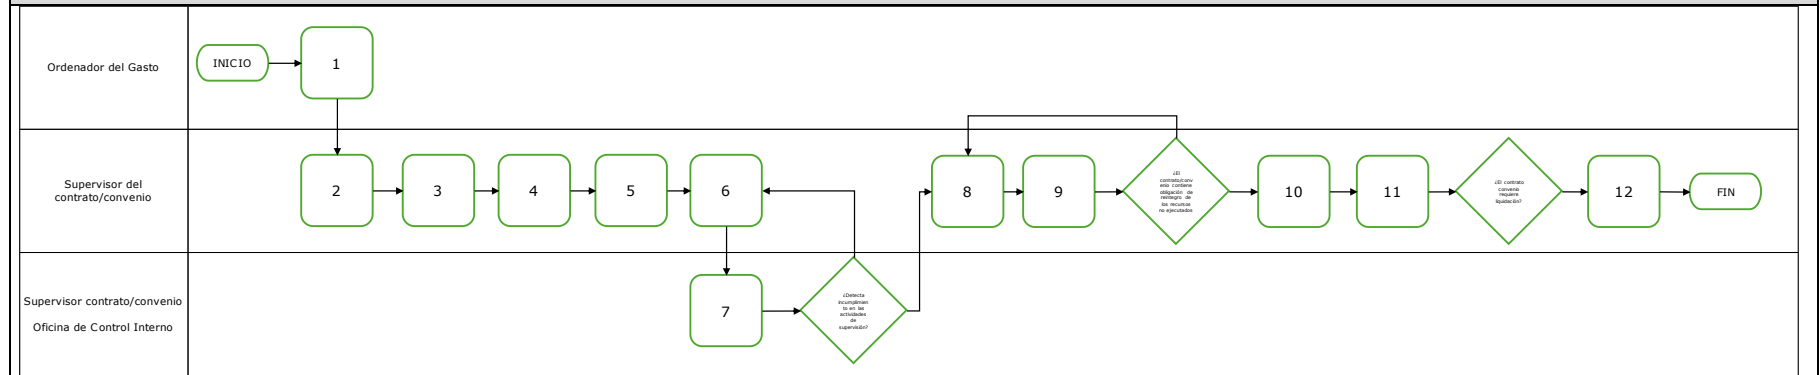 Ordenador del Gasto
INICIO
1
Supervisor del
contrato/convenio
2
3
4
5
6
8
9
¿El
contrato/conv
enio contiene
obligación de
reintegro de
los recursos
no ejecutados
10
11
¿El contrato
convenio
requiere
liquidación?
12
FIN
Supervisor contrato/convenio
Oficina de Control Interno
7
¿Detecta
incumplimien
to en las
actividades
de
supervisión?